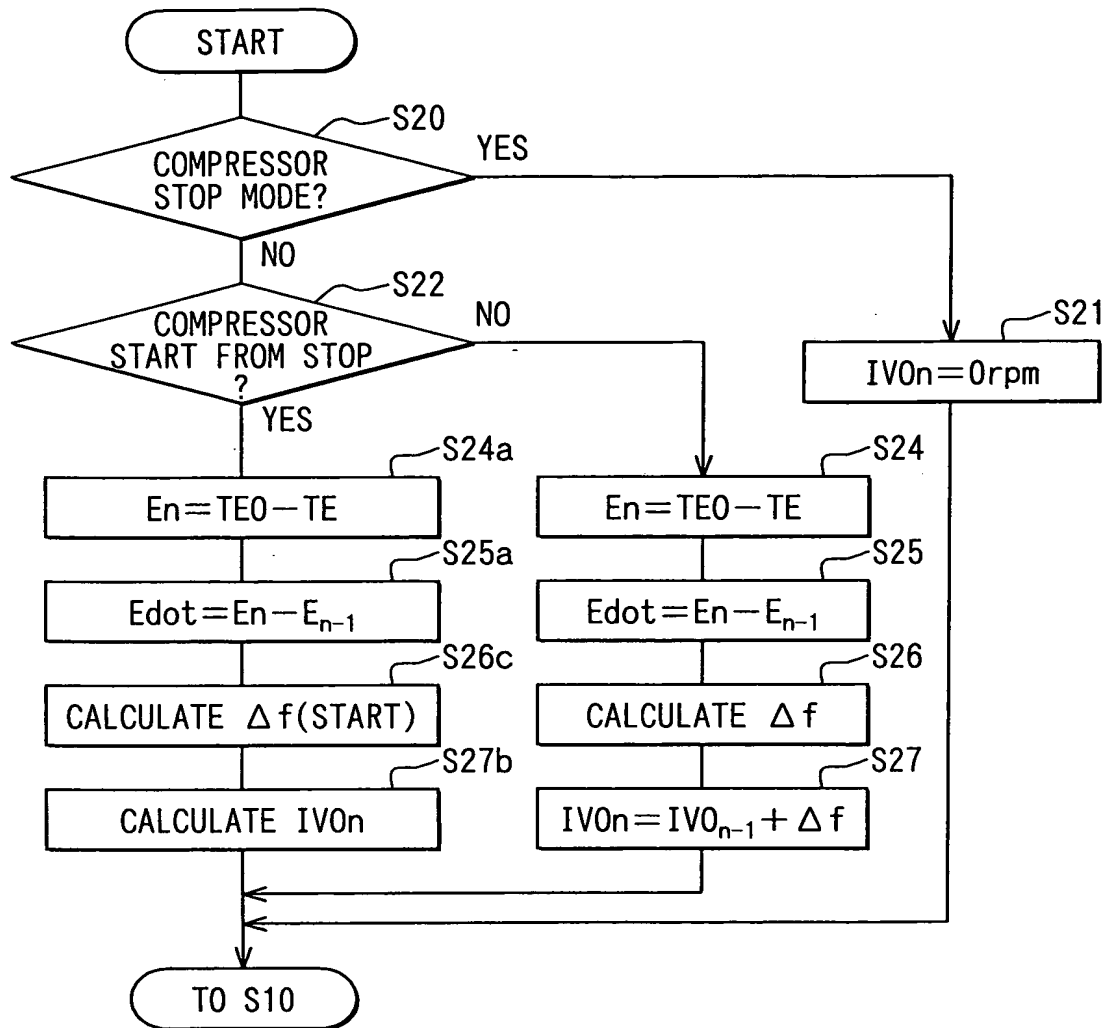 START
S20
COMPRESSOR
STOP MODE?
YES
NO
S22
COMPRESSOR
START FROM STOP
?
NO
YES
S21
IVOn=0rpm
S24a
En=TEO-TE
S24
En=TEO-TE
S25a
Edot=En-Eₙ₋₁
S25
Edot=En-Eₙ₋₁
S26c
CALCULATE Δf(START)
S26
CALCULATE Δf
S27b
CALCULATE IVOn
S27
IVOn=IVOₙ₋₁+Δf
TO S10